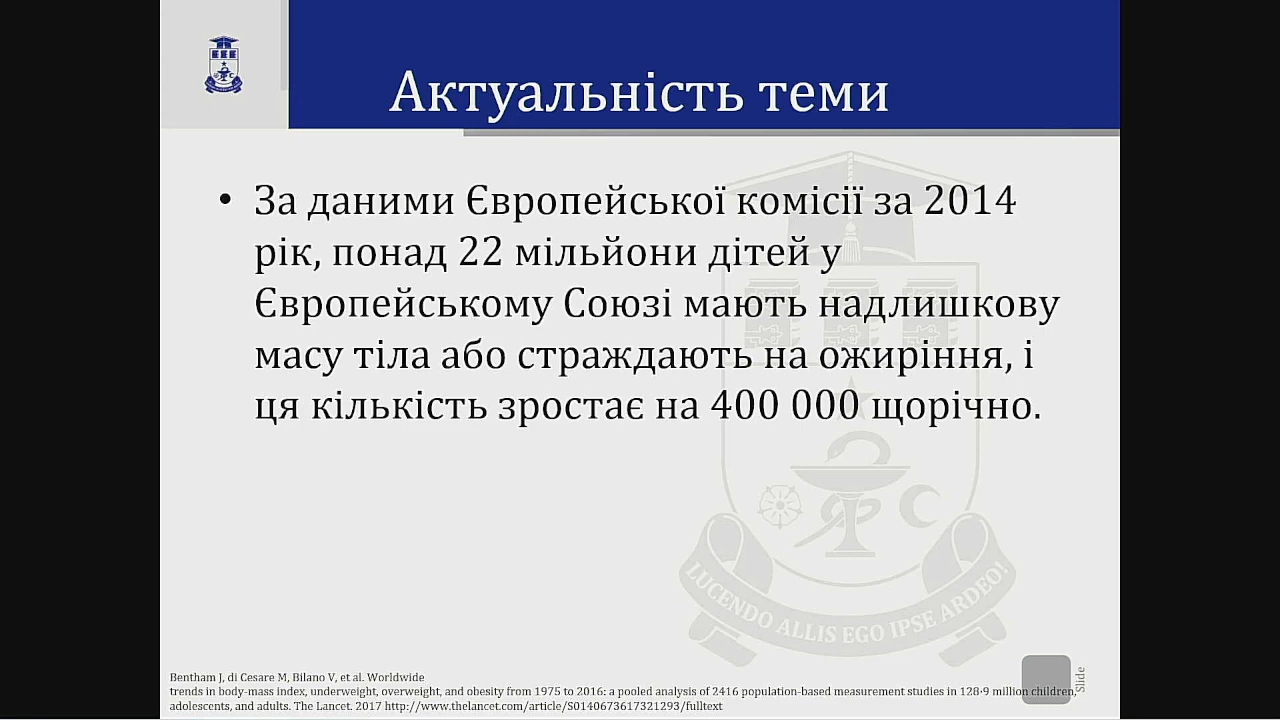 Актуальність теми
• За даними Європейської комісії за 2014
рік, понад 22 мільйони дітей у
Європейському Союзі мають надлишкову
масу тіла або страждають на ожиріння, і
ця кількість зростає на 400 000 щорічно.
LUCENDO ALLIS EGO IPSE ARDEO!
Bentham J, di Cesare M, Bilano V, et al. Worldwide
trends in body-mass index, underweight, overweight, and obesity from 1975 to 2016: a pooled analysis of 2416 population-based measurement studies in 128·9 million children,
adolescents, and adults. The Lancet. 2017 http://www.thelancet.com/article/S0140673617321293/fulltext
Slide